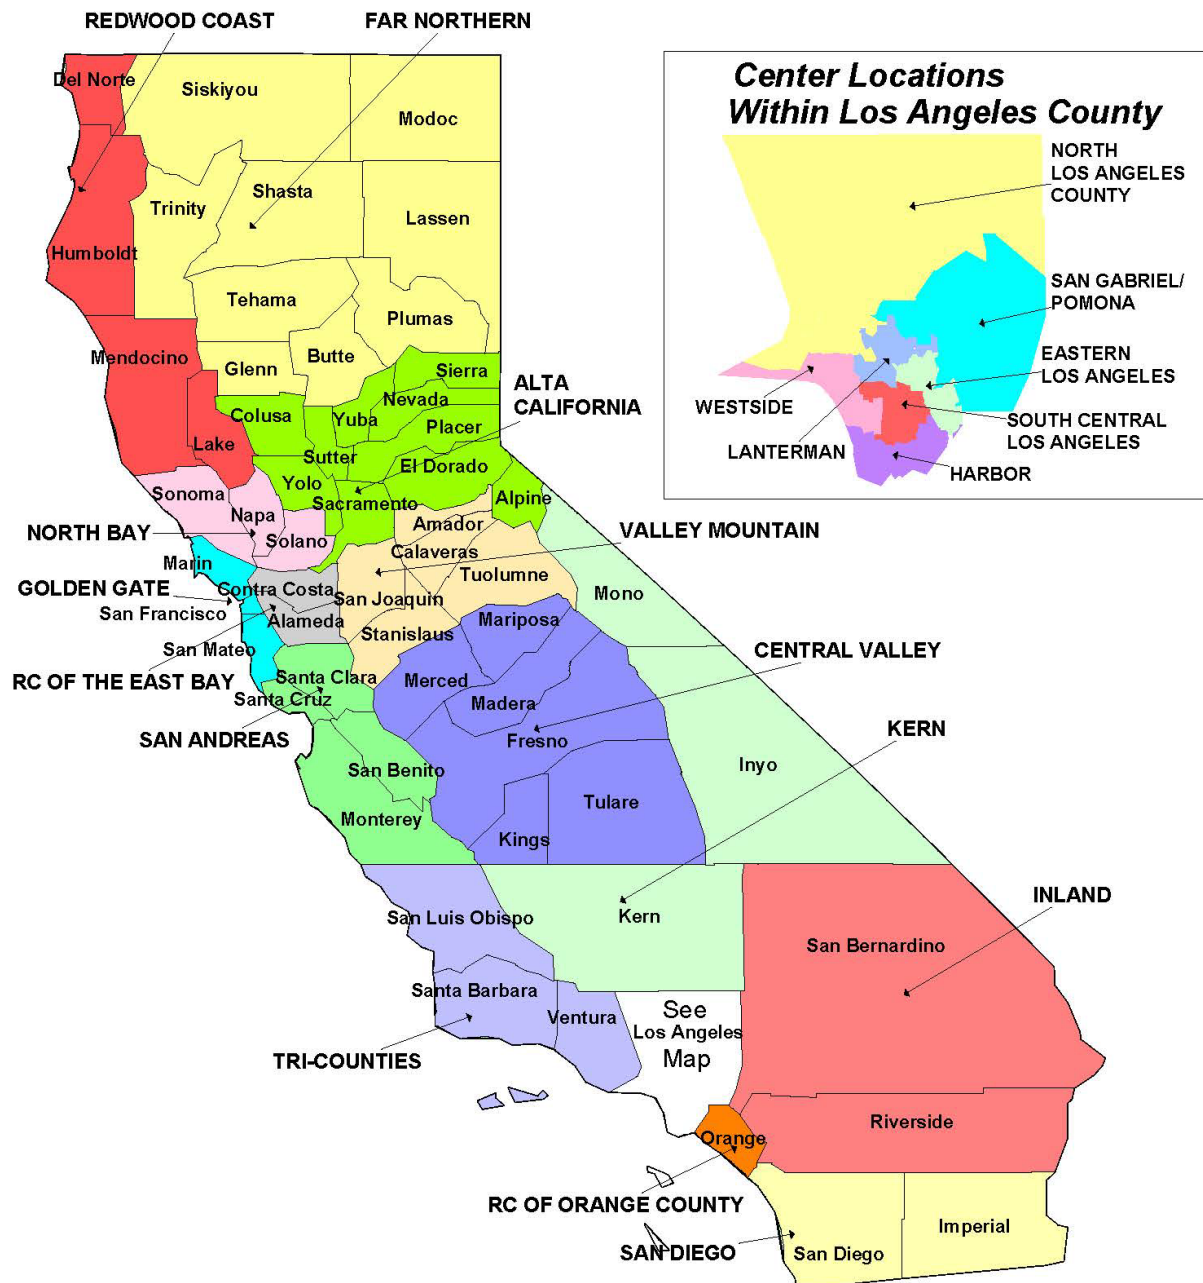 REDWOOD COAST
FAR NORTHERN
Del Norte
Siskiyou
Modoc
Shasta
Trinity
Lassen
Humboldt
Tehama
Plumas
Mendocino
Butte
Glenn
Sierra
Nevada
Colusa
Yuba
Placer
ALTA
CALIFORNIA
Lake
Sutter
El Dorado
Yolo
Sacramento
Alpine
Sonoma
Napa
Solano
NORTH BAY
Amador
Calaveras
VALLEY MOUNTAIN
Marin
Tuolumne
GOLDEN GATE
Contra Costa
San Joaquin
Mono
San Francisco
Alameda
Stanislaus
Mariposa
San Mateo
CENTRAL VALLEY
RC OF THE EAST BAY
Santa Clara
Merced
Santa Cruz
Madera
SAN ANDREAS
Fresno
KERN
San Benito
Inyo
Tulare
Monterey
Kings
INLAND
San Luis Obispo
Kern
San Bernardino
Santa Barbara
Ventura
See
Los Angeles
Map
TRI-COUNTIES
Riverside
Orange
RC OF ORANGE COUNTY
Imperial
SAN DIEGO
San Diego
Center Locations
Within Los Angeles County
NORTH
LOS ANGELES
COUNTY
SAN GABRIEL/
POMONA
EASTERN
LOS ANGELES
WESTSIDE
SOUTH CENTRAL
LOS ANGELES
LANTERMAN
HARBOR